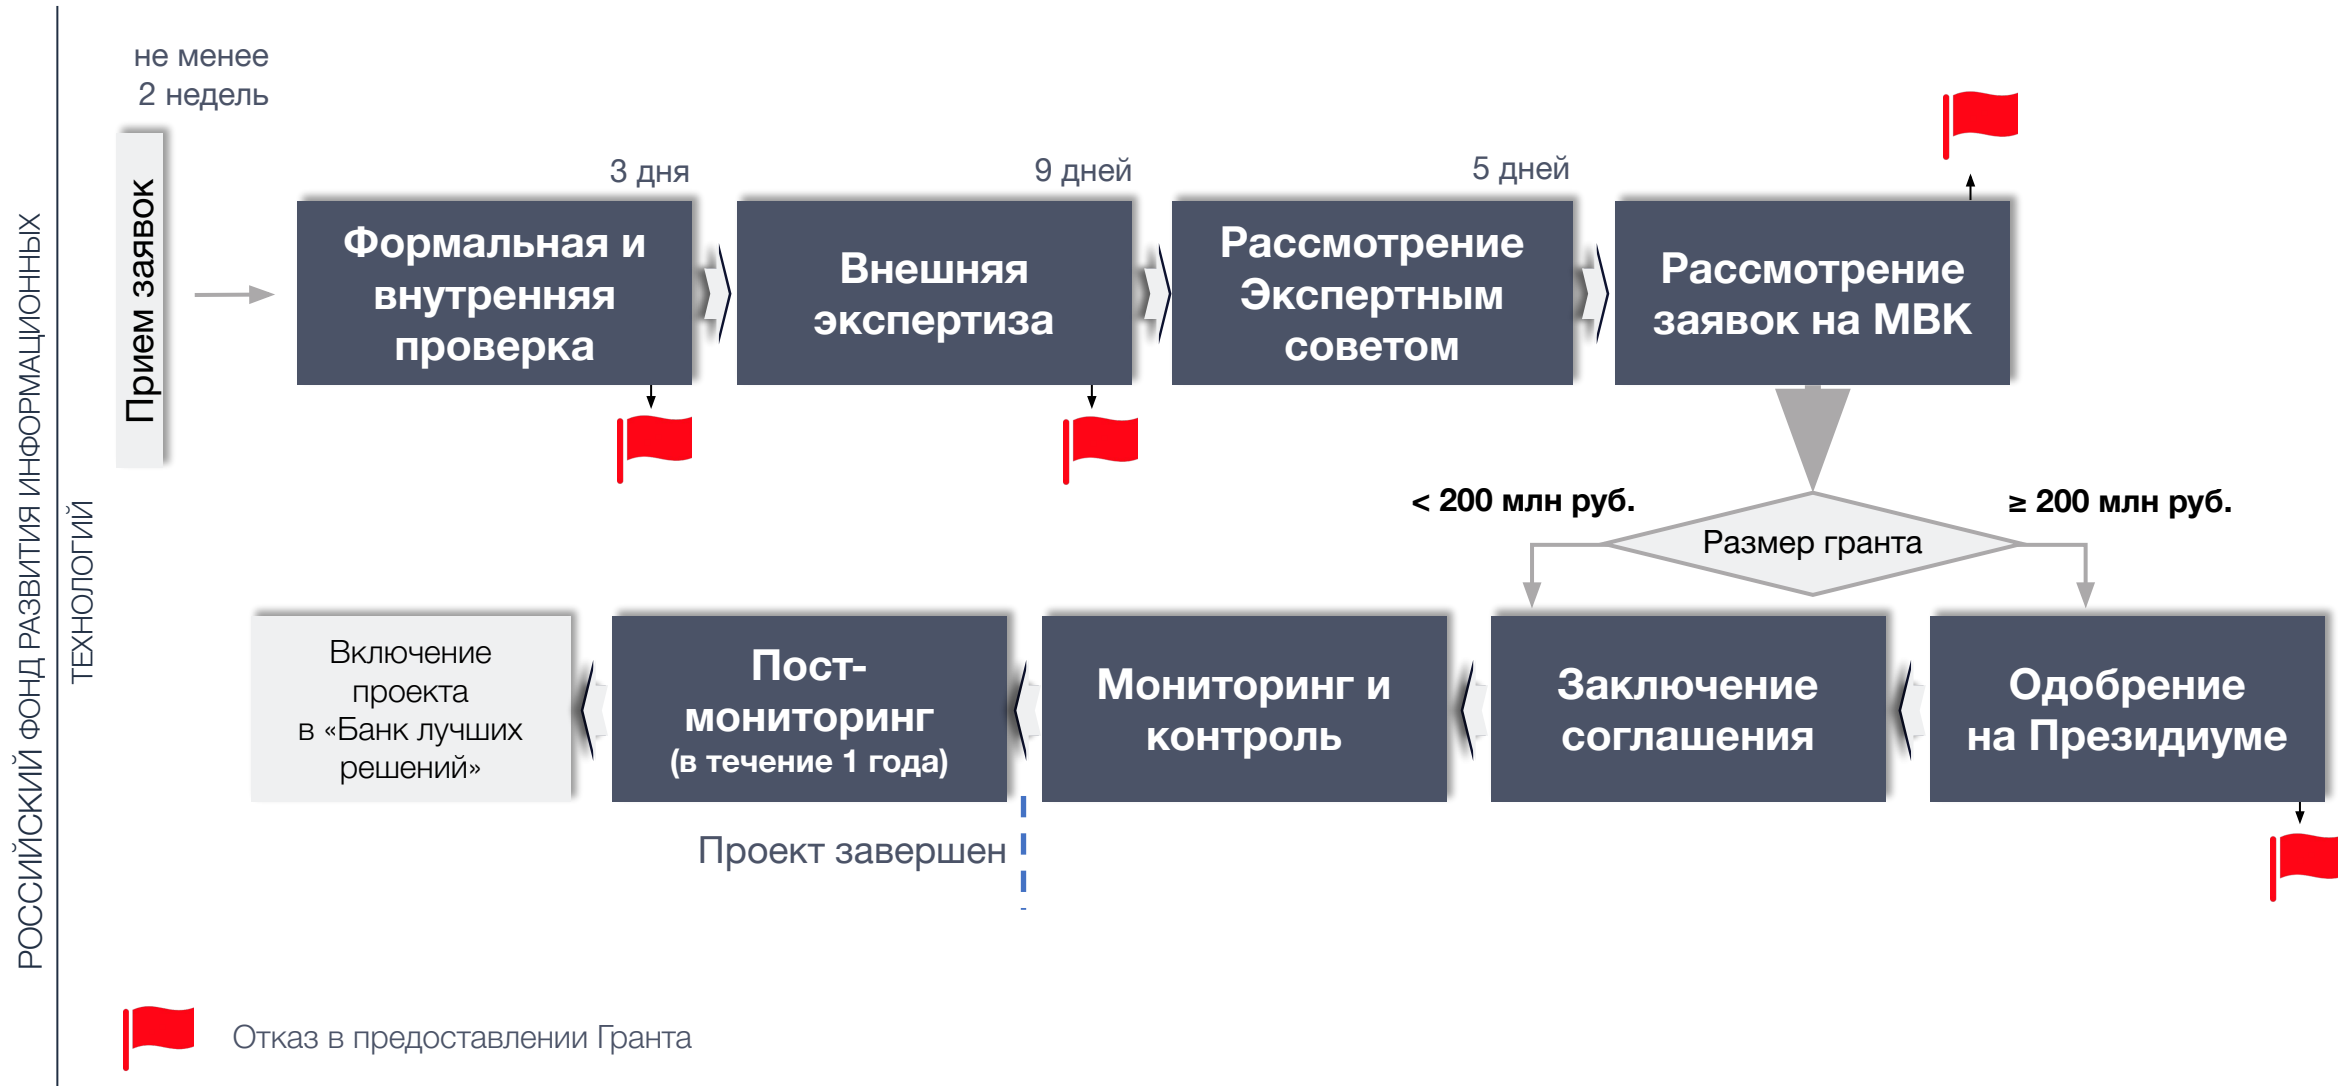 РОССИЙСКИЙ ФОНД РАЗВИТИЯ ИНФОРМАЦИОННЫХ
ТЕХНОЛОГИЙ
не менее
2 недель
Прием заявок
3 дня
Формальная и
внутренняя
проверка
9 дней
Внешняя
экспертиза
5 дней
Рассмотрение
Экспертным
советом
Рассмотрение
заявок на МВК
< 200 млн руб.
≥ 200 млн руб.
Размер гранта
Включение
проекта
в «Банк лучших
решений»
Пост-
мониторинг
(в течение 1 года)
Мониторинг и
контроль
Заключение
соглашения
Одобрение
на Президиуме
Проект завершен
Отказ в предоставлении Гранта